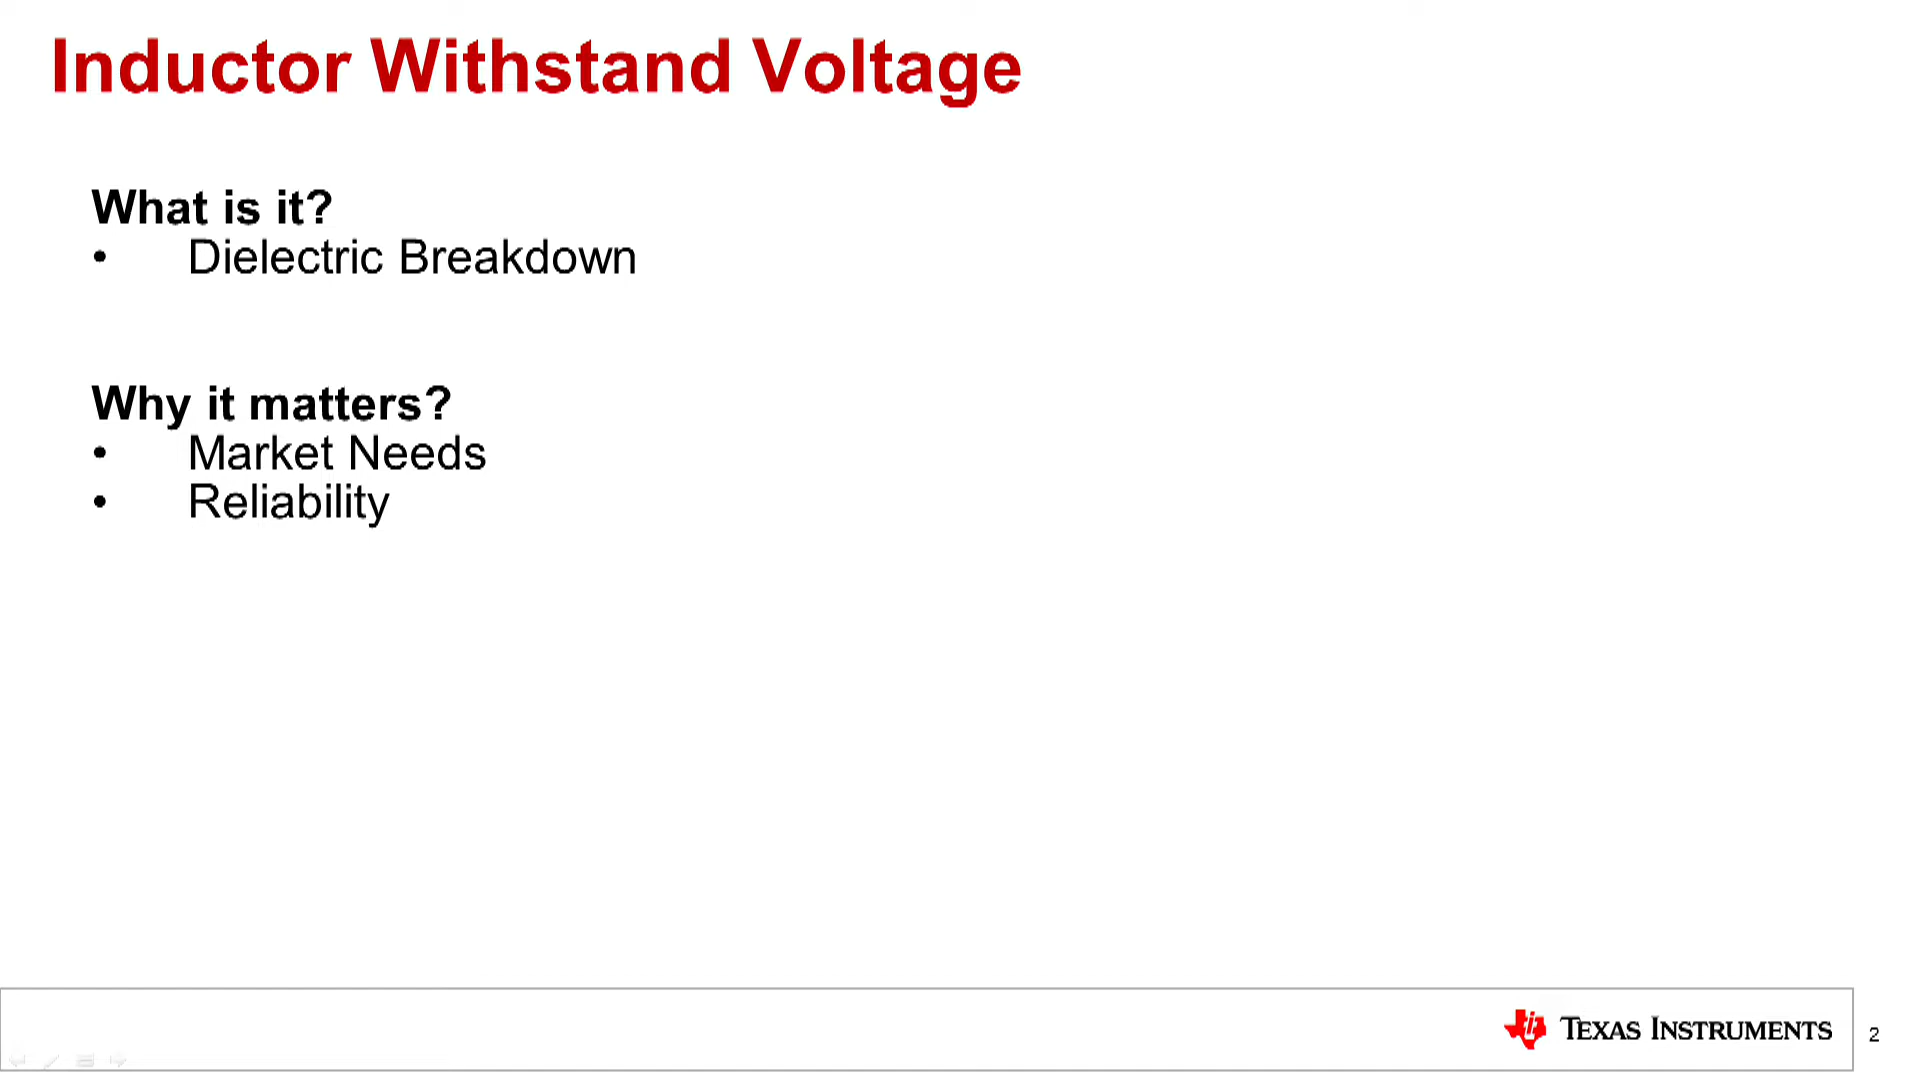 Inductor Withstand Voltage
What is it?
• Dielectric Breakdown
Why it matters?
• Market Needs
• Reliability
TEXAS INSTRUMENTS
2